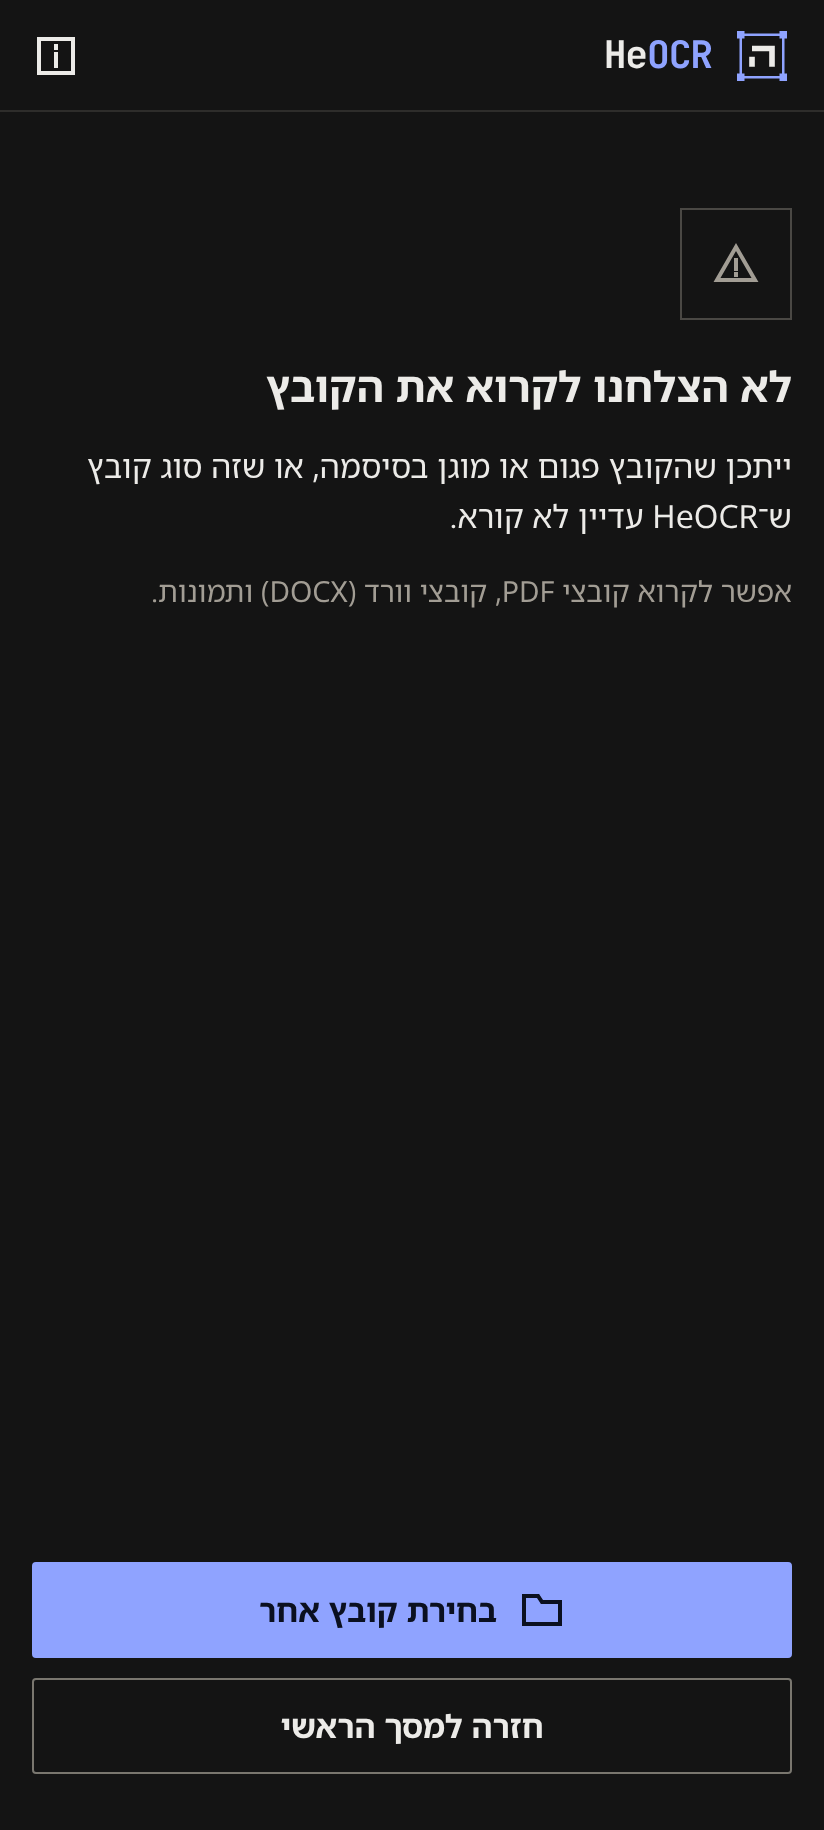 HeOCR
לא הצלחנו לקרוא את הקובץ
ייתכן שהקובץ פגום או מוגן בסיסמה, או שזה סוג קובץ
ש־HeOCR עדיין לא קורא.
אפשר לקרוא קובצי PDF, קובצי וורד (DOCX) ותמונות.
בחירת קובץ אחר
חזרה למסך הראשי